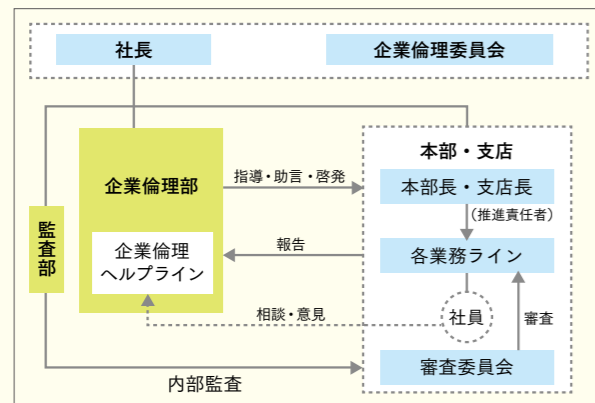 社長
企業倫理委員会
企業倫理部
企業倫理
ヘルプライン
監査部
指導・助言・啓発
報告
相談・意見
内部監査
本部・支店
本部長・支店長
(推進責任者)
各業務ライン
社員
審査
審査委員会